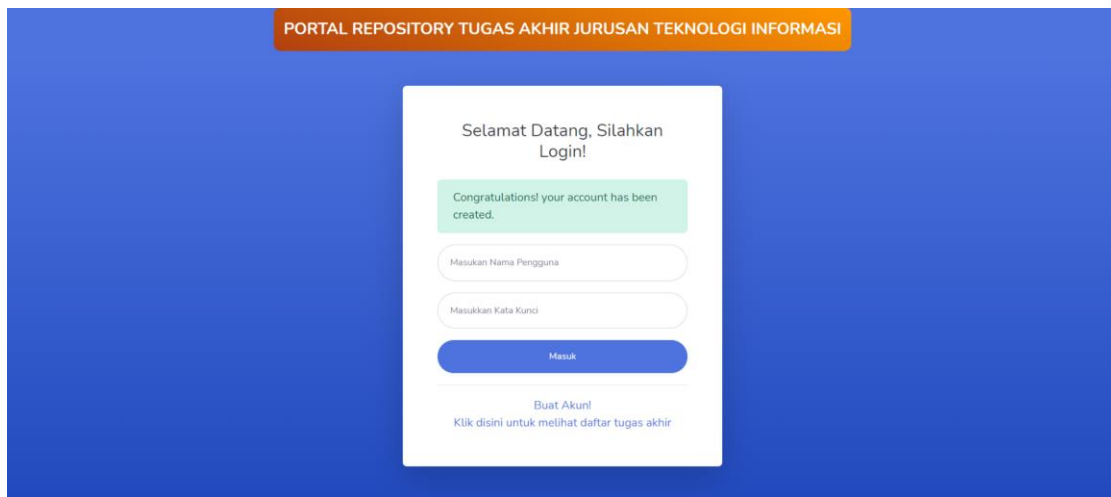 PORTAL REPOSITORY TUGAS AKHIR JURUSAN TEKNOLOGI INFORMASI
Selamat Datang, Silahkan
Login!
Congratulations! your account has been
created.
Masukan Nama Pengguna
Masukkan Kata Kunci
Masuk
Buat Akun!
Klik disini untuk melihat daftar tugas akhir